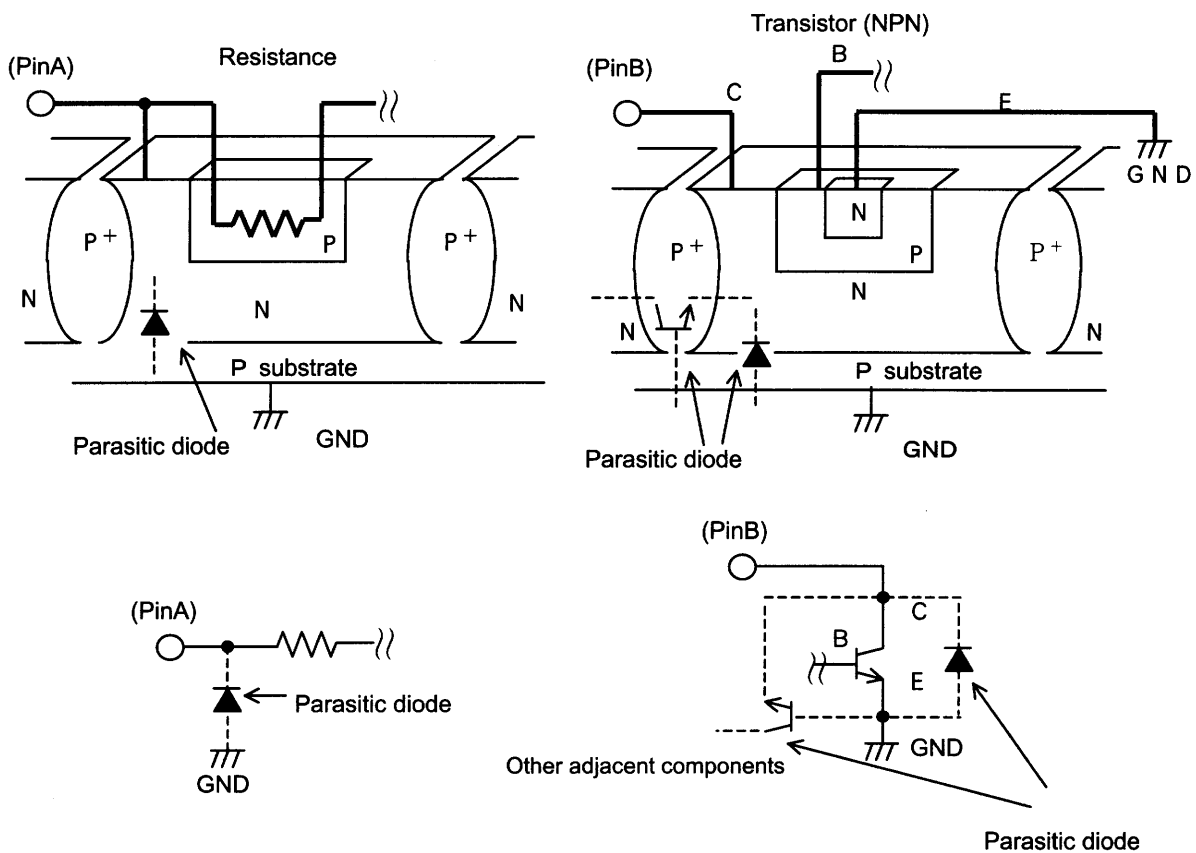 Resistance
(PinA)
P+
P
P+
N
N
N
P substrate
Parasitic diode
GND
Transistor (NPN)
(PinB)
B
C
E
GND
N
P+
P
P+
N
N
N
P substrate
Parasitic diode
GND
(PinA)
Parasitic diode
GND
(PinB)
C
B
E
GND
Other adjacent components
Parasitic diode